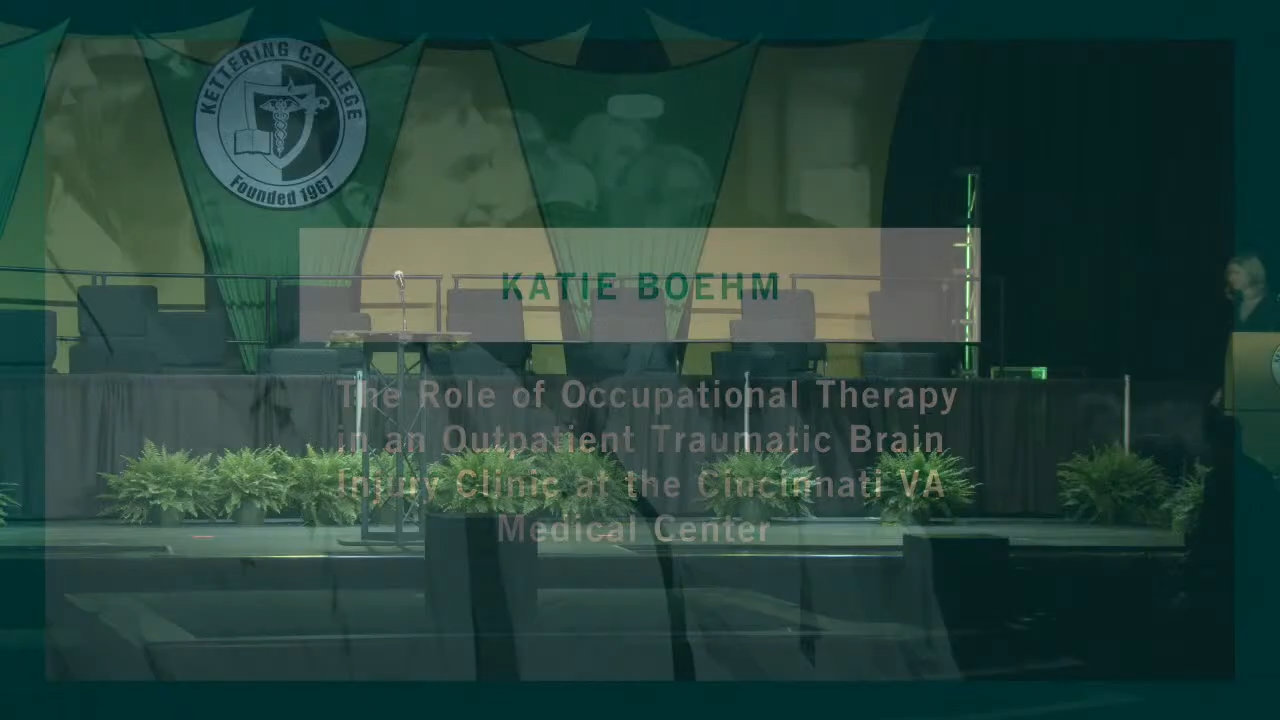 KETTERING COLLEGE
Founded 1967
KATIE BOEHM
The Role of Occupational Therapy
in an Outpatient Traumatic Brain
Injury Clinic at the Cincinnati VA
Medical Center